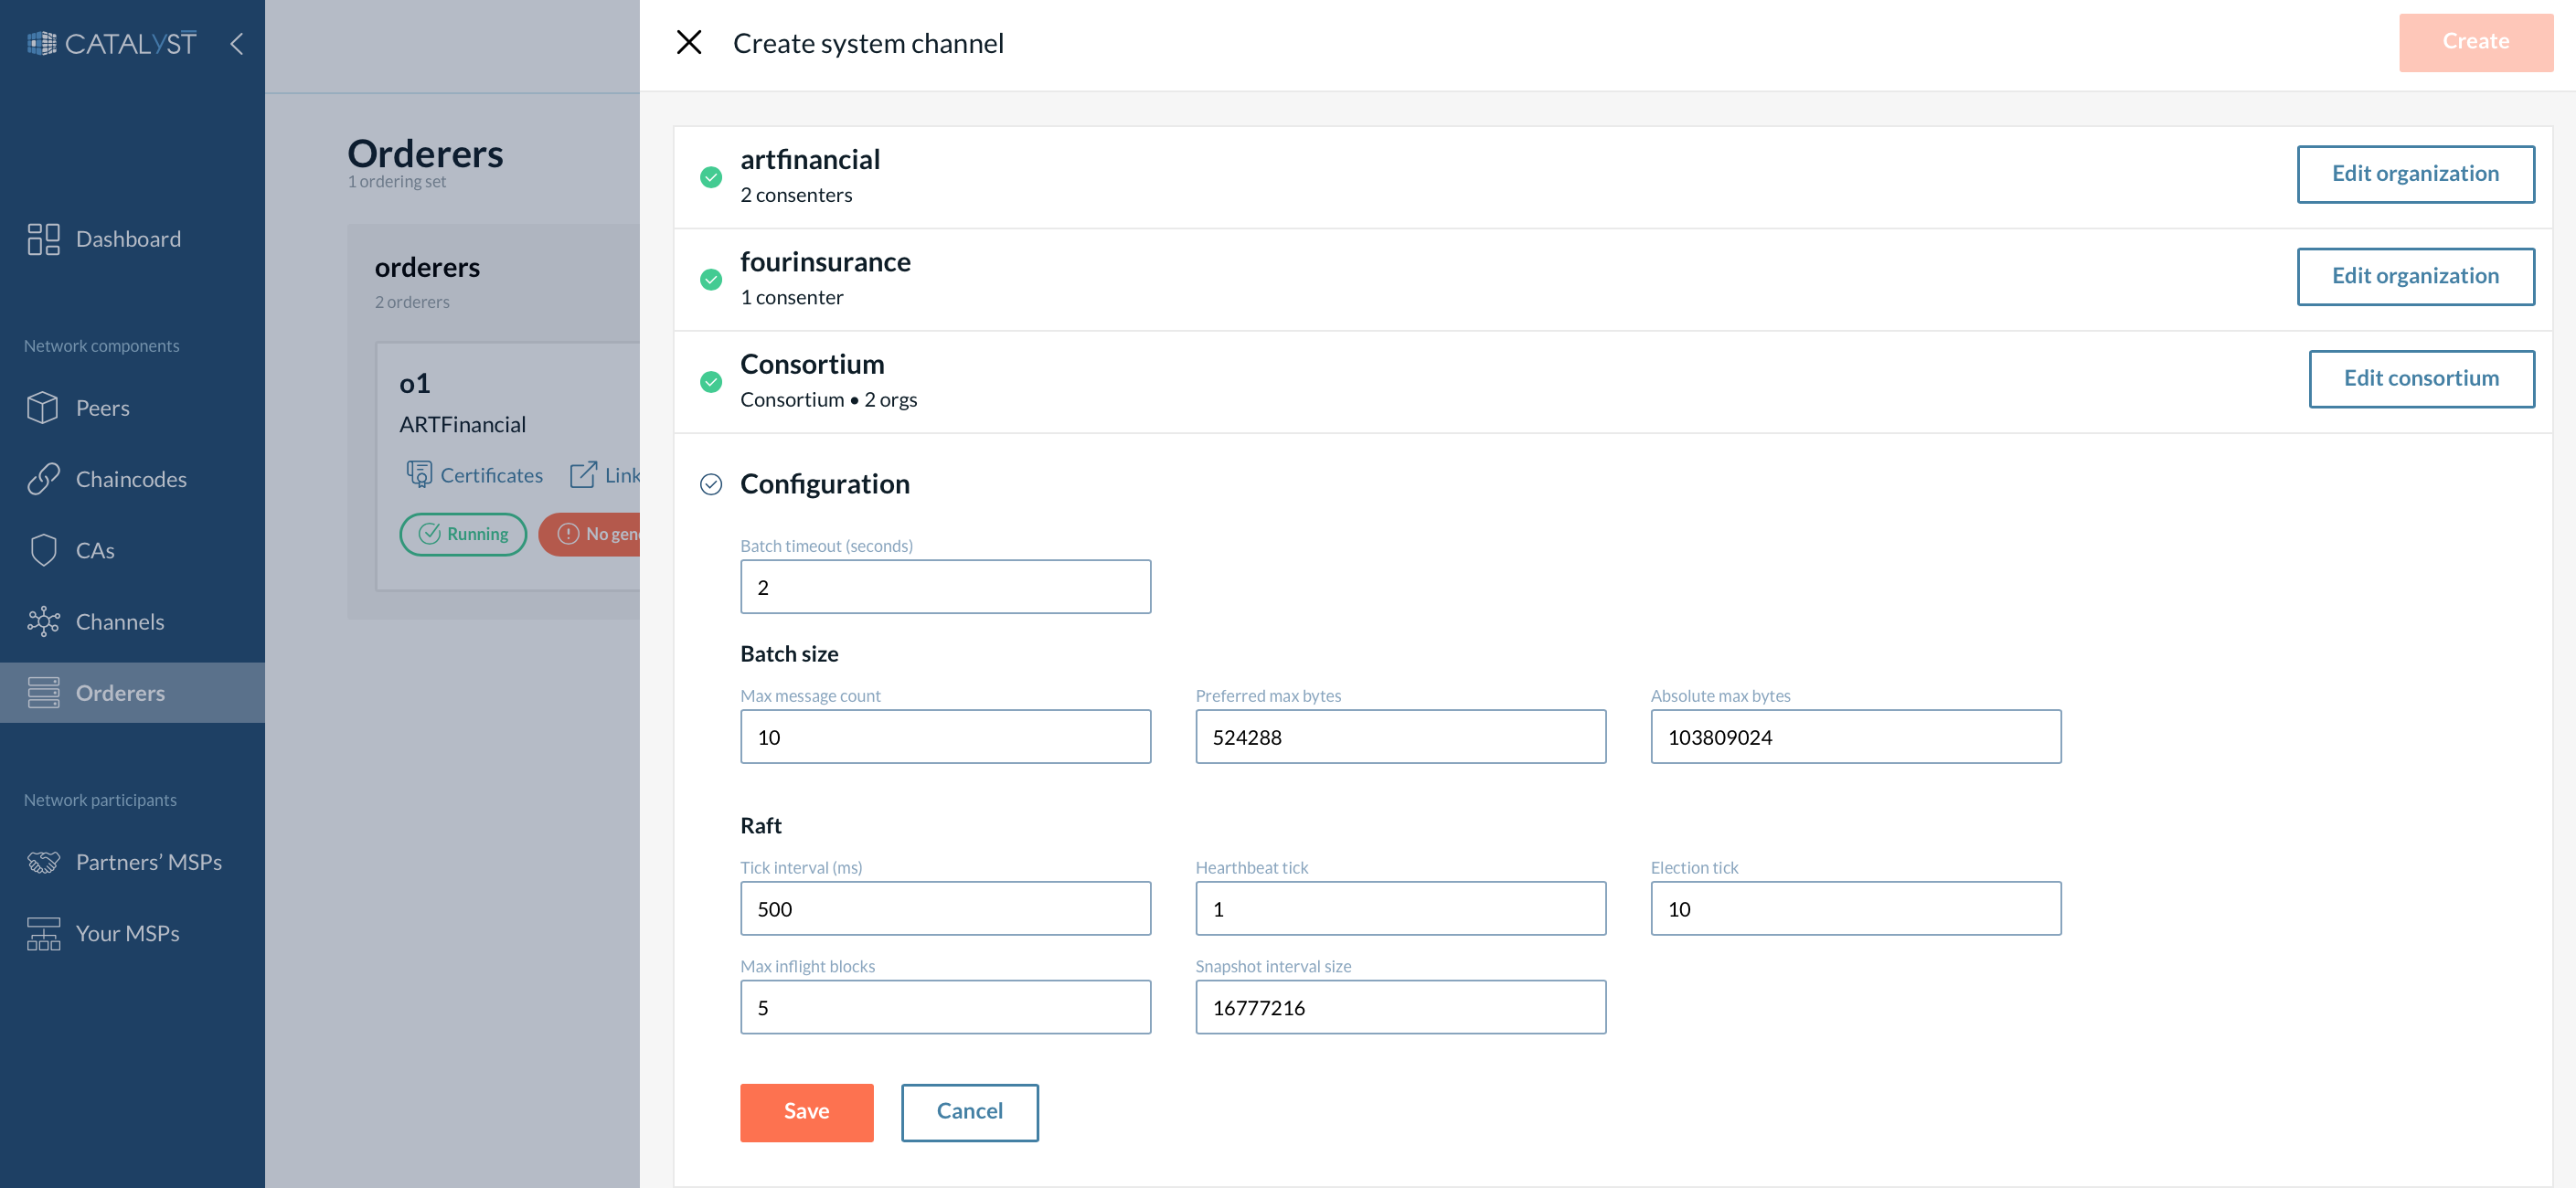 CATALYST
Dashboard
Network components
Peers
Chaincodes
CAs
Channels
Orderers
Network participants
Partners’ MSPs
Your MSPs
Orderers
1 ordering set
orderers
2 orderers
o1
ARTFinancial
Certificates
Link
Running
No gen
Create system channel
Create
artfinancial
2 consenters
Edit organization
fourinsurance
1 consenter
Edit organization
Consortium
Consortium • 2 orgs
Edit consortium
Configuration
Batch timeout (seconds)
2
Batch size
Max message count
Preferred max bytes
Absolute max bytes
10
524288
103809024
Raft
Tick interval (ms)
Hearthbeat tick
Election tick
500
1
10
Max inflight blocks
Snapshot interval size
5
16777216
Save
Cancel